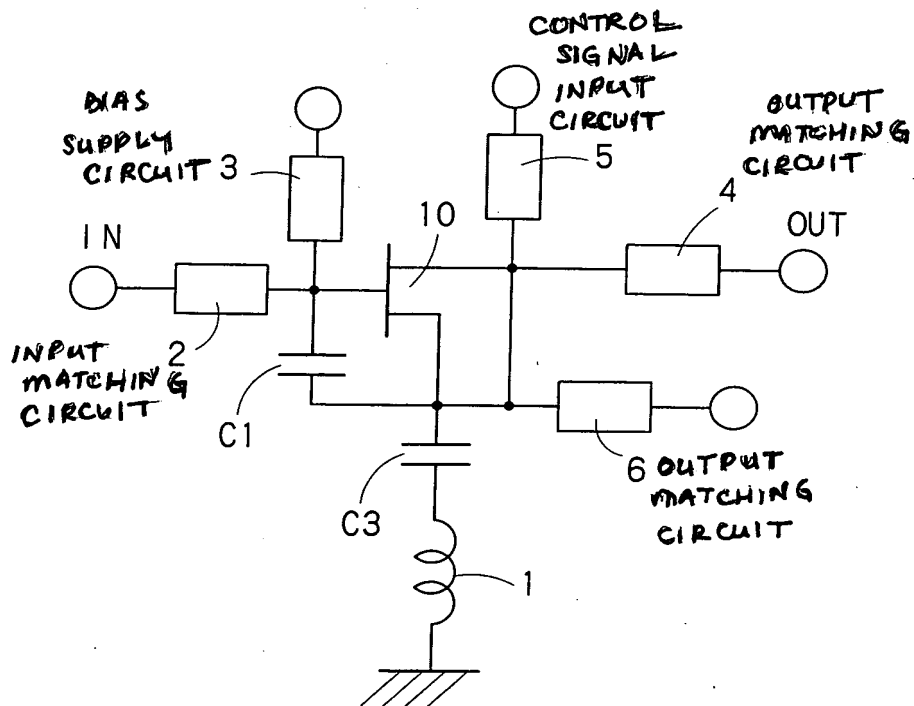 CONTROL
SIGNAL
INPUT
CIRCUIT
5
BIAS
SUPPLY
CIRCUIT 3
OUTPUT
MATCHING
CIRCUIT
4
IN
10
OUT
2
INPUT
MATCHING
CIRCUIT
C1
C3
6 OUTPUT
MATCHING
CIRCUIT
1